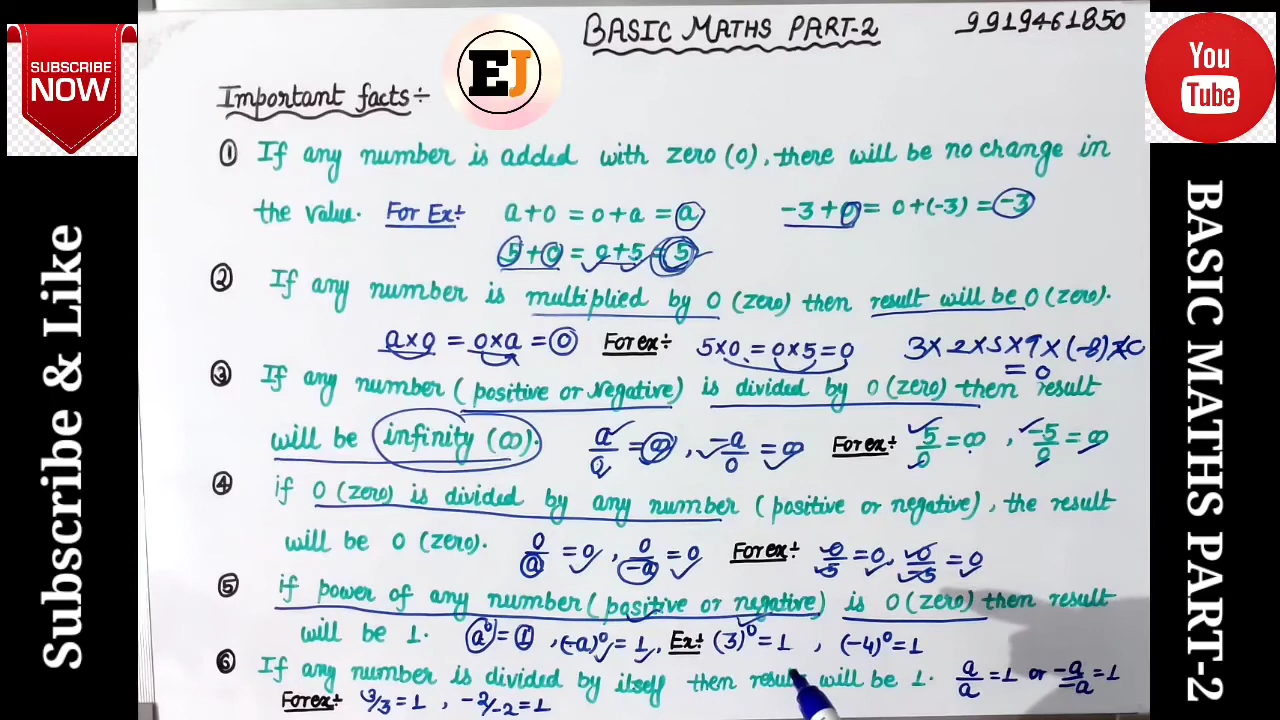 BASIC MATHS PART-2
9919461850
SUBSCRIBE
NOW
EJ
You
Tube
Important facts÷
① If any number is added with zero (0), there will be no change in
the value. For Ex÷ a+0 = 0+a = a -3+0 = 0+(-3) = -3
5+0 = 0+5 = 5
② If any number is multiplied by 0 (zero) then result will be 0 (zero).
a×0 = 0×a = 0 For ex÷ 5×0 = 0×5 = 0 3×2×5×9×(-8)×0
= 0
③ If any number (positive or Negative) is divided by 0 (zero) then result
will be infinity (∞). a/0 = ∞, -a/0 = ∞ For ex÷ 5/0 = ∞, -5/0 = ∞
④ if 0 (zero) is divided by any number (positive or negative), the result
will be 0 (zero). 0/a = 0, 0/-a = 0 For ex÷ 0/5 = 0, 0/-5 = 0
⑤ if power of any number (positive or negative) is 0 (zero) then result
will be 1. a⁰ = 1, (-a)⁰ = 1, Ex÷ (3)⁰ = 1, (-4)⁰ = 1
⑥ If any number is divided by itself then result will be 1. a/a = 1 or -a/-a = 1
For ex÷ 3/3 = 1, -2/-2 = 1
Subscribe & Like
BASIC MATHS PART-2